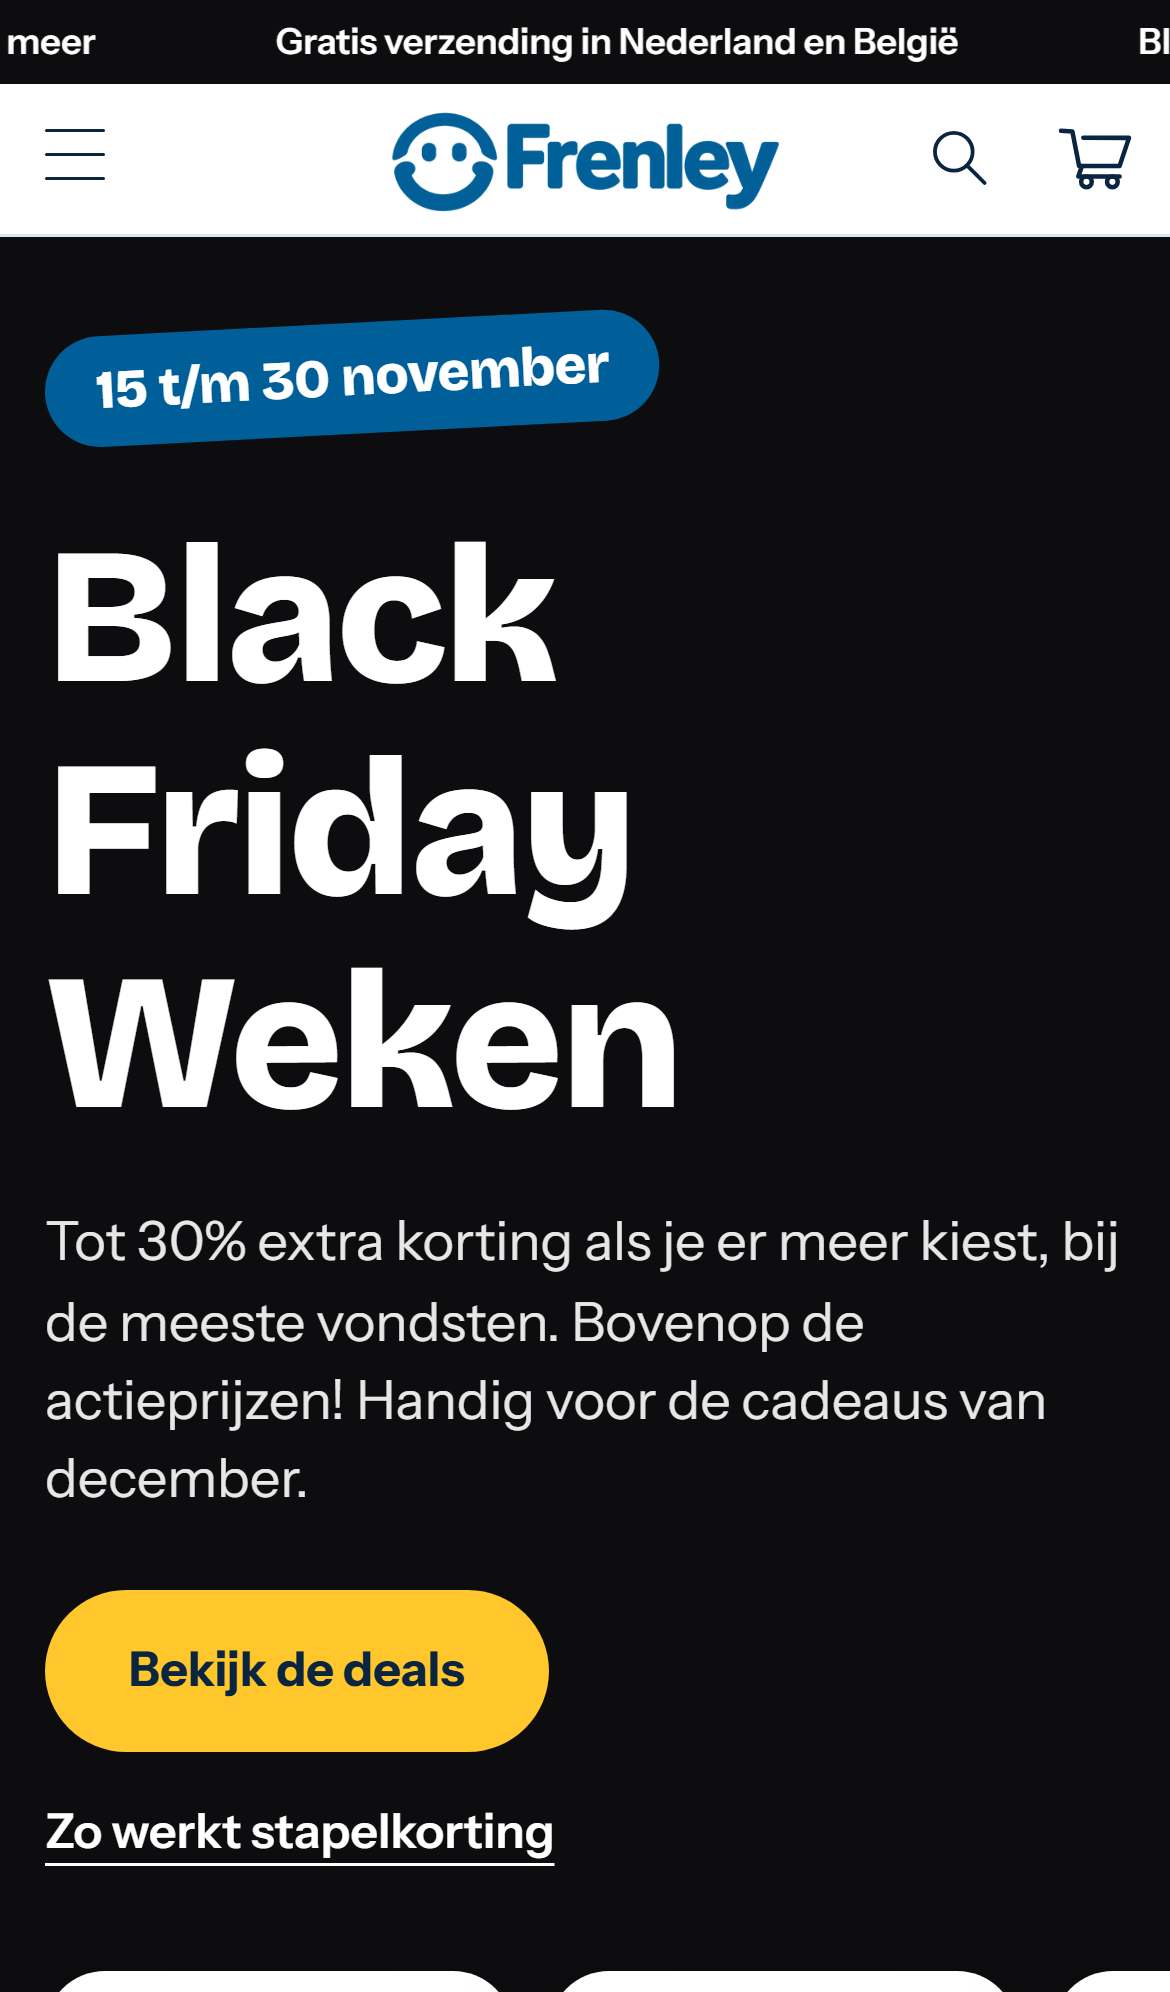 meer Gratis verzending in Nederland en België Bl
Frenley
15 t/m 30 november
Black
Friday
Weken
Tot 30% extra korting als je er meer kiest, bij
de meeste vondsten. Bovenop de
actieprijzen! Handig voor de cadeaus van
december.
Bekijk de deals
Zo werkt stapelkorting